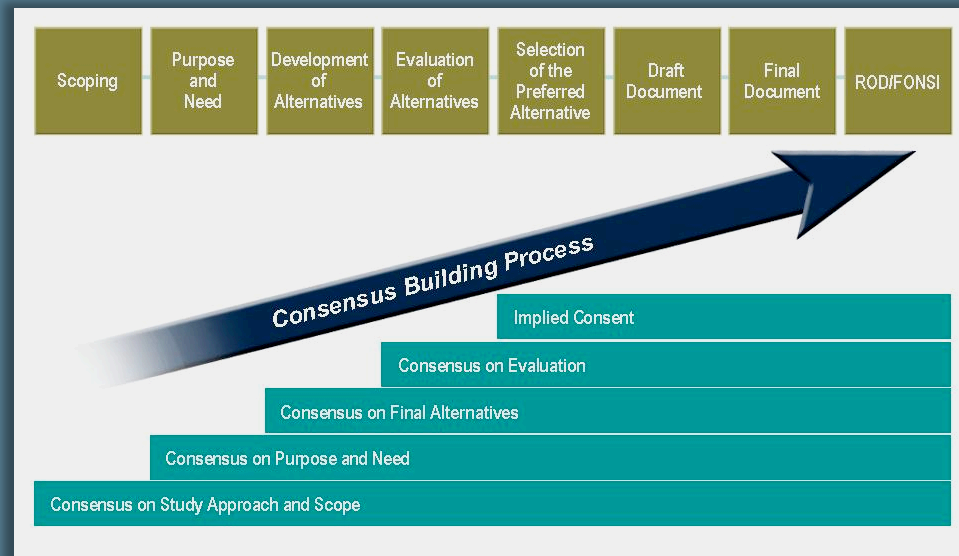 Scoping
Purpose
and
Need
Development
of
Alternatives
Evaluation
of
Alternatives
Selection
of the
Preferred
Alternative
Draft
Document
Final
Document
ROD/FONSI
Consensus Building Process
Implied Consent
Consensus on Evaluation
Consensus on Final Alternatives
Consensus on Purpose and Need
Consensus on Study Approach and Scope